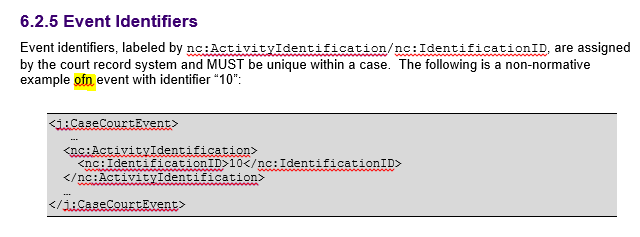 6.2.5 Event Identifiers
Event identifiers, labeled by nc:ActivityIdentification/nc:IdentificationID, are assigned
by the court record system and MUST be unique within a case.  The following is a non-normative
example ofn event with identifier “10”:
<j:CaseCourtEvent>
…
<nc:ActivityIdentification>
<nc:IdentificationID>10</nc:IdentificationID>
</nc:ActivityIdentification>
…
</j:CaseCourtEvent>